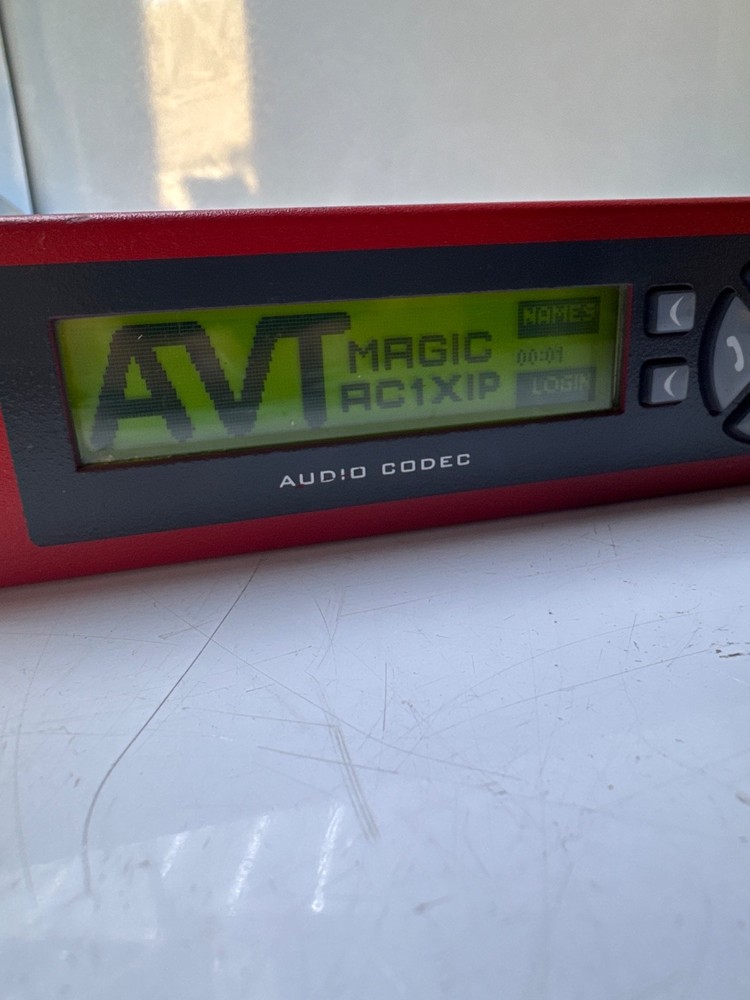 AVT
MAGIC
AC1XIP
NAMES
00:01
LOGIN
AUDIO CODEC